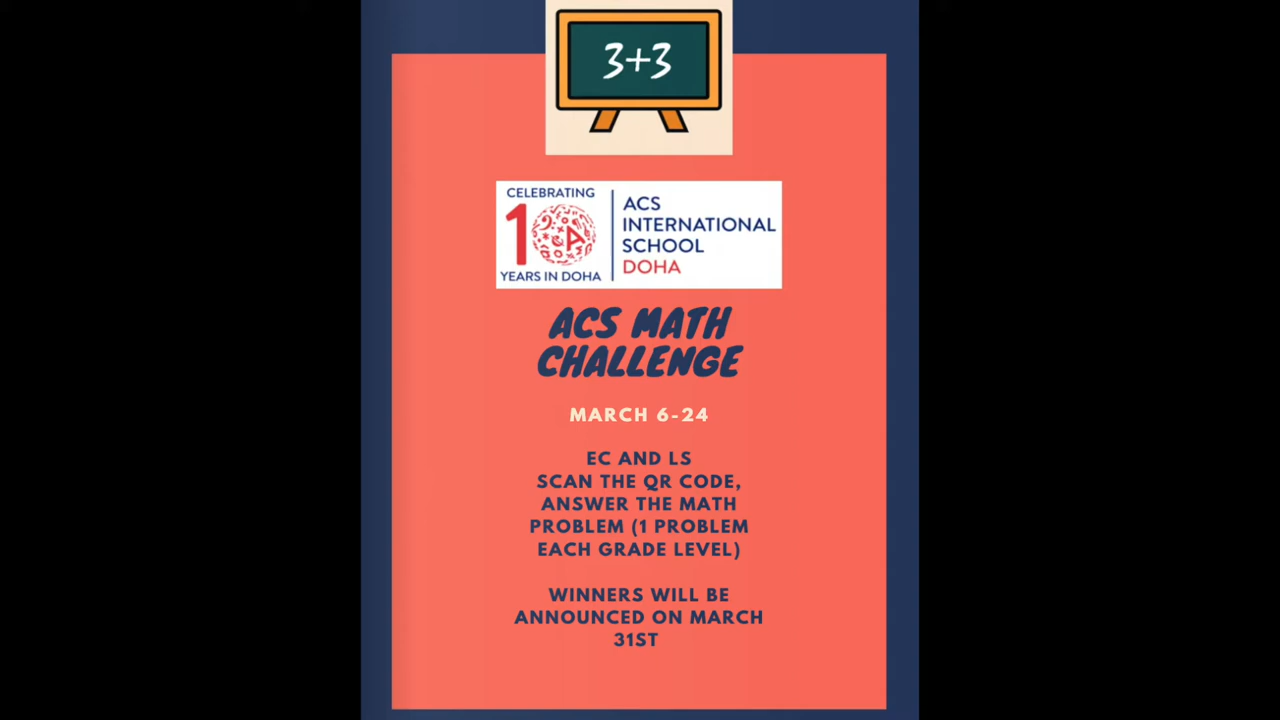 3+3
CELEBRATING
10
YEARS IN DOHA
ACS
INTERNATIONAL
SCHOOL
DOHA
ACS MATH
CHALLENGE
MARCH 6-24
EC AND LS
SCAN THE QR CODE,
ANSWER THE MATH
PROBLEM (1 PROBLEM
EACH GRADE LEVEL)
WINNERS WILL BE
ANNOUNCED ON MARCH
31ST